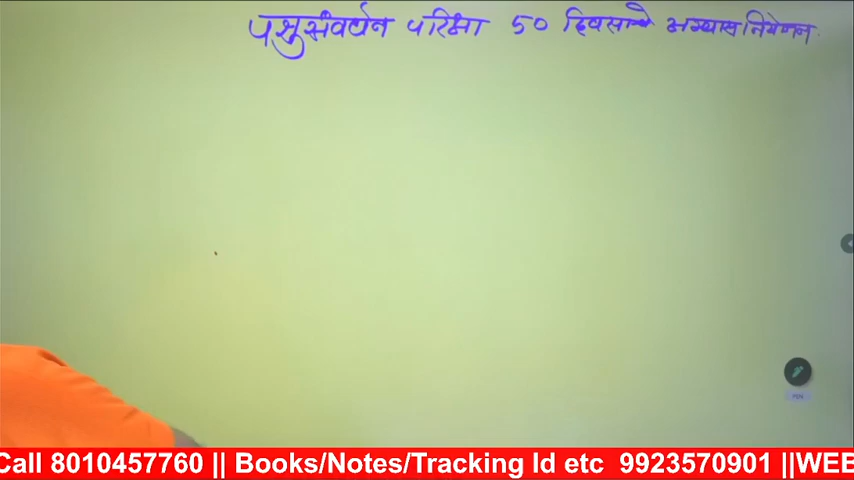 पशुसंवर्धन परिक्षा 50 दिवसाचे अभ्यास नियोजन.
Call 8010457760 || Books/Notes/Tracking Id etc 9923570901 ||WEB